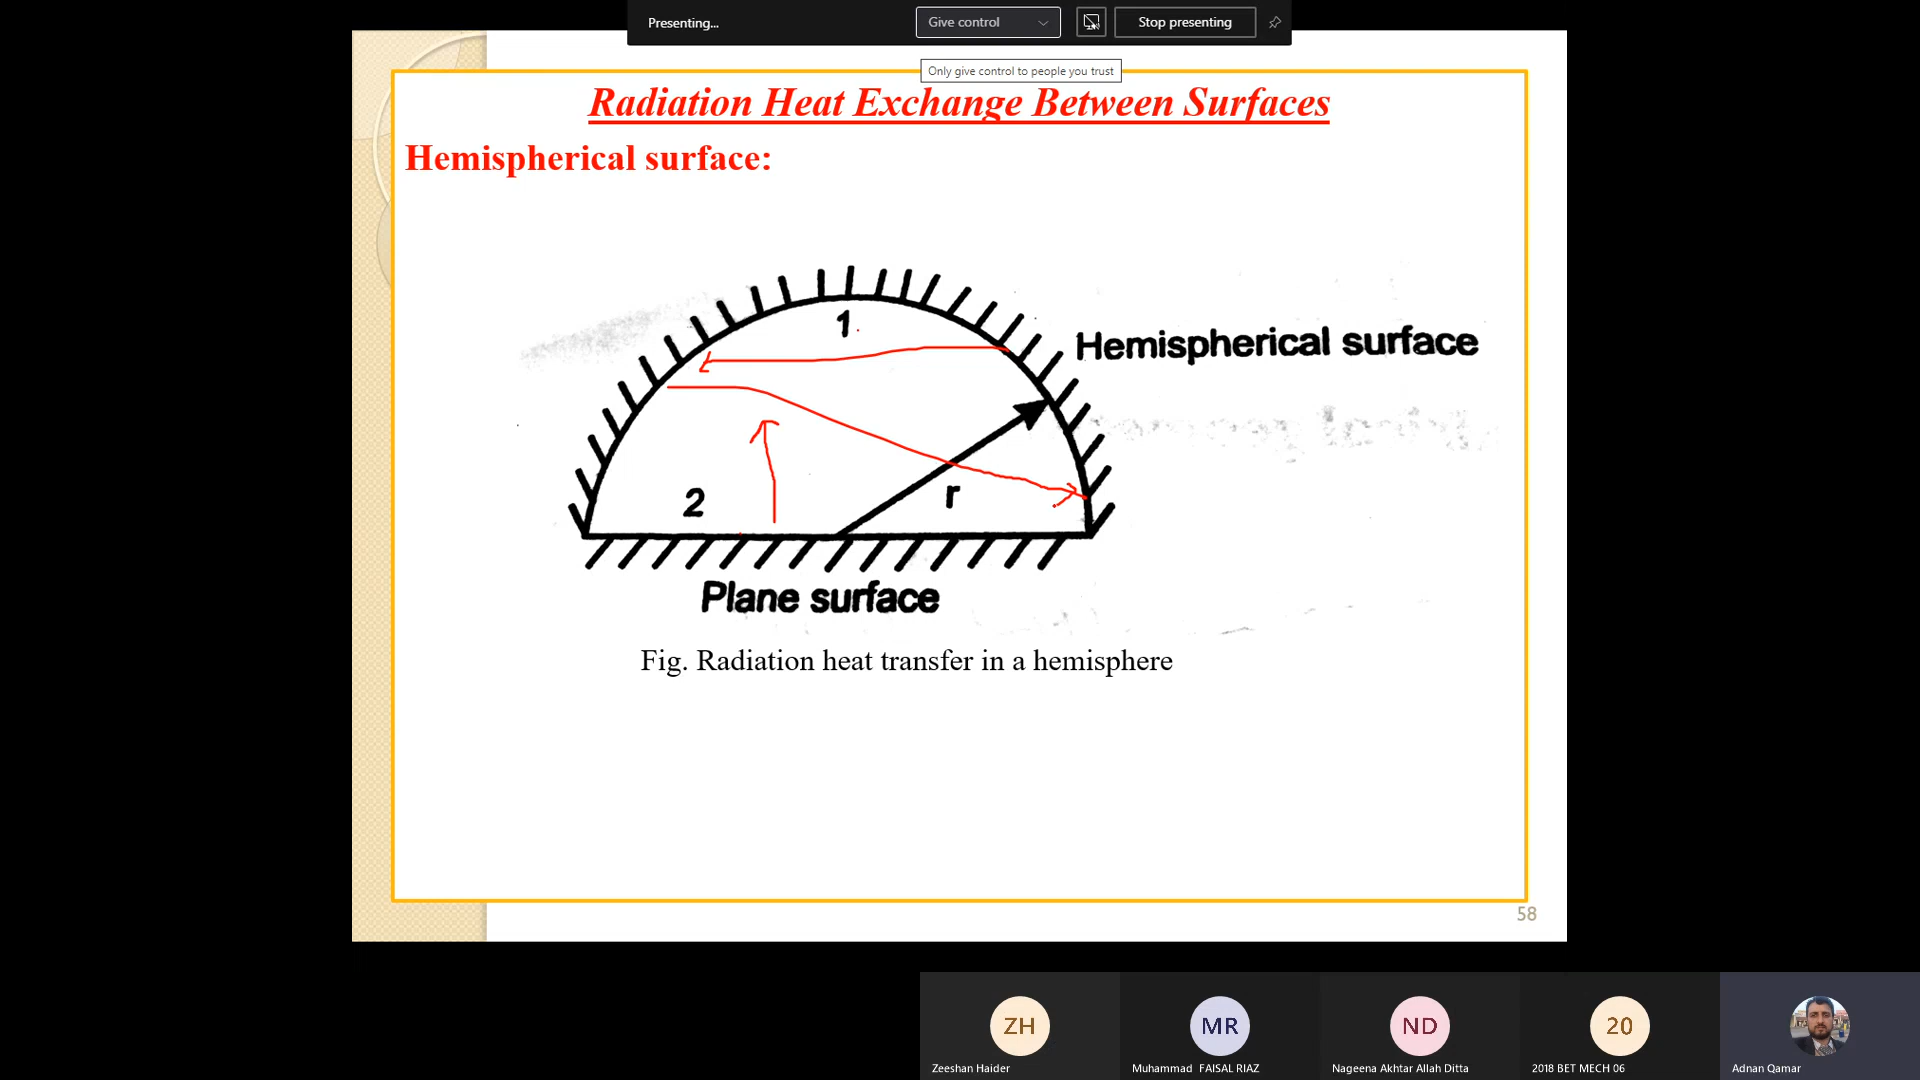 Presenting...
Give control
Stop presenting
Only give control to people you trust
Radiation Heat Exchange Between Surfaces
Hemispherical surface:
1
Hemispherical surface
2
r
Plane surface
Fig. Radiation heat transfer in a hemisphere
58
ZH
MR
ND
20
Zeeshan Haider
Muhammad FAISAL RIAZ
Nageena Akhtar Allah Ditta
2018 BET MECH 06
Adnan Qamar